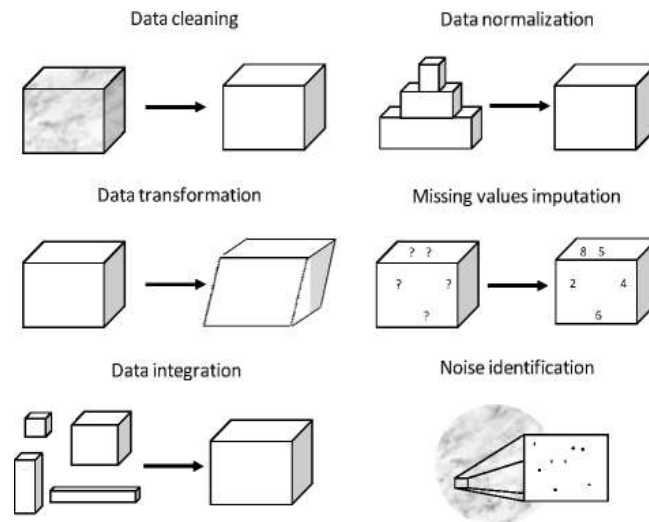 Data cleaning
Data normalization
Data transformation
Missing values imputation
? ?
? ?
?
8 5
2 4
6
Data integration
Noise identification